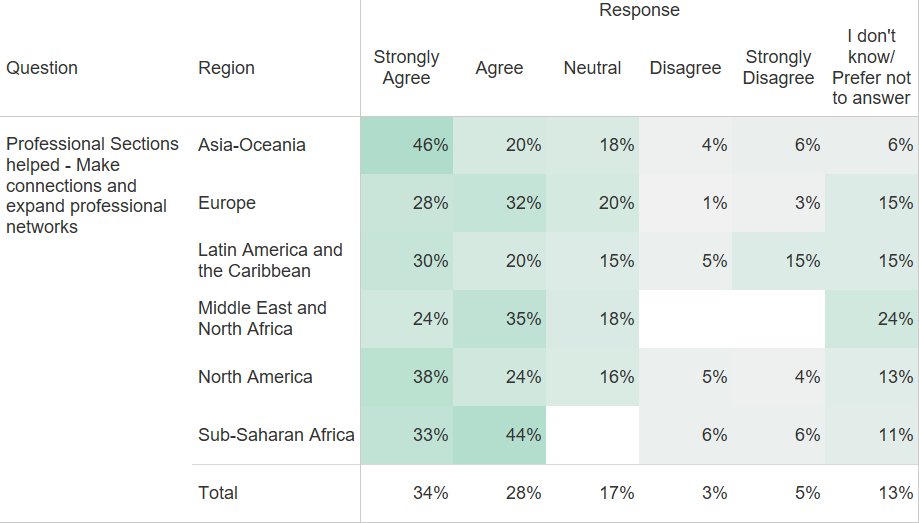 Response
Question Region Strongly Agree Agree Neutral Disagree Strongly Disagree I don't know/ Prefer not to answer
Professional Sections helped - Make connections and expand professional networks
Asia-Oceania 46% 20% 18% 4% 6% 6%
Europe 28% 32% 20% 1% 3% 15%
Latin America and the Caribbean 30% 20% 15% 5% 15% 15%
Middle East and North Africa 24% 35% 18% 24%
North America 38% 24% 16% 5% 4% 13%
Sub-Saharan Africa 33% 44% 6% 6% 11%
Total 34% 28% 17% 3% 5% 13%